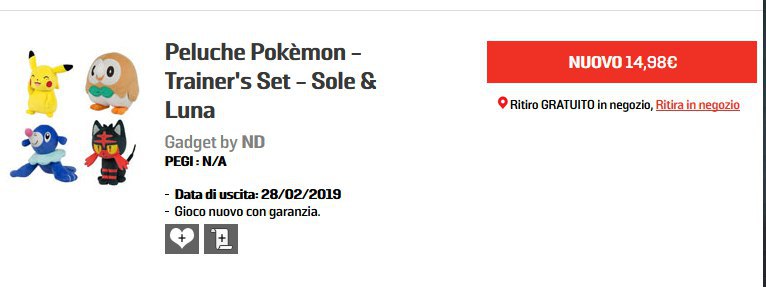 Peluche Pokèmon -
Trainer's Set - Sole &
Luna
Gadget by ND
PEGI : N/A
- Data di uscita: 28/02/2019
- Gioco nuovo con garanzia.
NUOVO 14,98€
Ritiro GRATUITO in negozio, Ritira in negozio